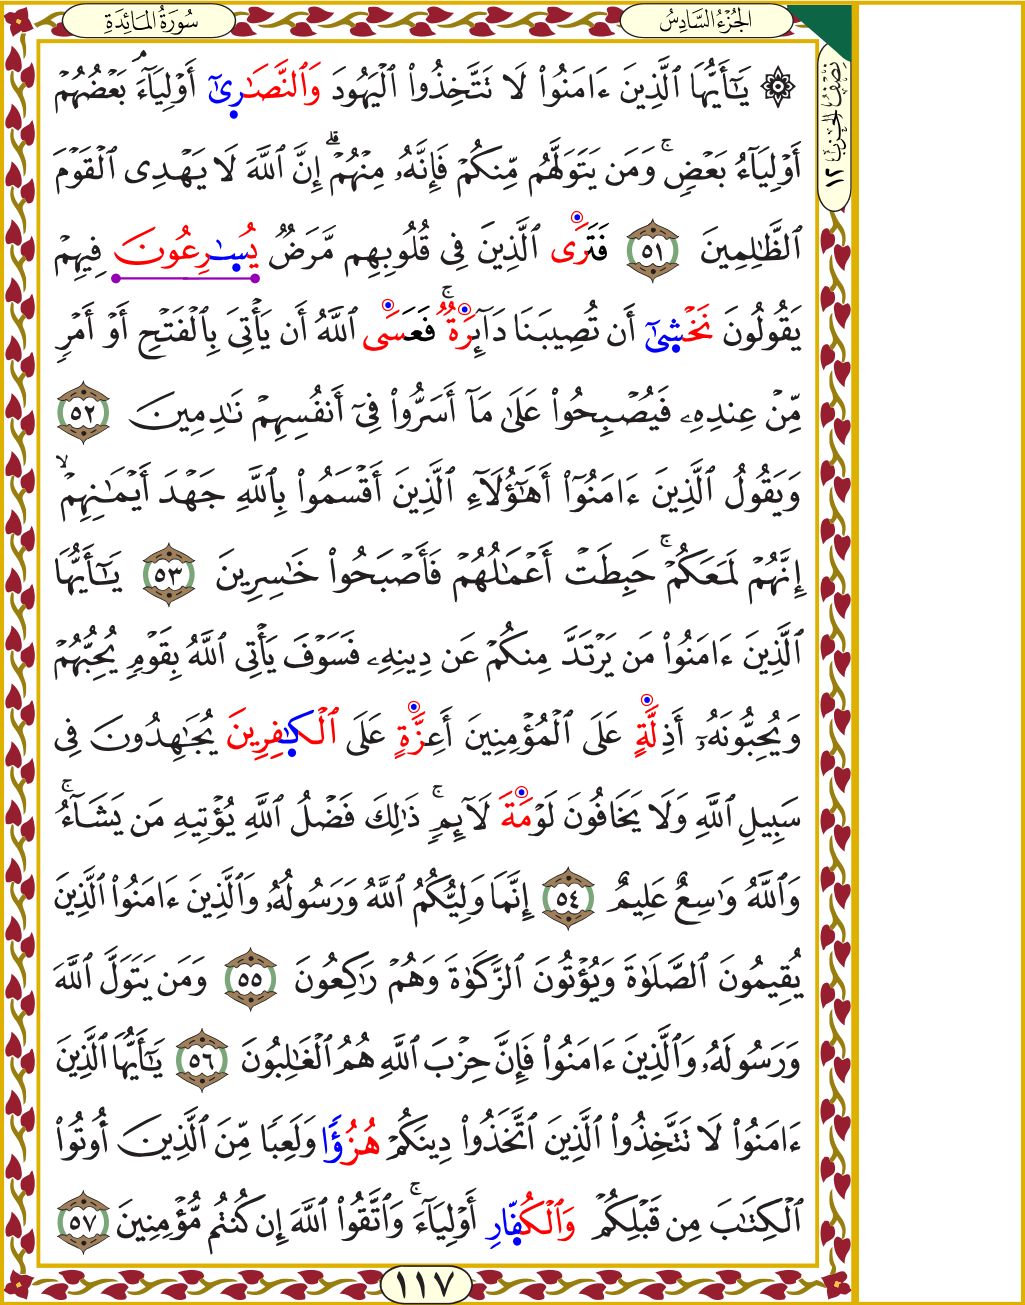 سُورَةُ المَائِدَةِ
الجُزْءُ السَّادِسُ
نِصْفُ الحِزْبِ ١٢
۞ يَـٰٓأَيُّهَا ٱلَّذِينَ ءَامَنُوا۟ لَا تَتَّخِذُوا۟ ٱلْيَهُودَ وَٱلنَّصَـٰرِىٰٓ أَوْلِيَآءَ ۘ بَعْضُهُمْ
أَوْلِيَآءُ بَعْضٍ ۚ وَمَن يَتَوَلَّهُم مِّنكُمْ فَإِنَّهُۥ مِنْهُمْ ۗ إِنَّ ٱللَّهَ لَا يَهْدِى ٱلْقَوْمَ
ٱلظَّـٰلِمِينَ ٥١ فَتَرَى ٱلَّذِينَ فِى قُلُوبِهِم مَّرَضٌ يُسَـٰرِعُونَ فِيهِمْ
يَقُولُونَ نَخْشِىٰٓ أَن تُصِيبَنَا دَآئِرَةٌ ۚ فَعَسَى ٱللَّهُ أَن يَأْتِىَ بِٱلْفَتْحِ أَوْ أَمْرٍ
مِّنْ عِندِهِۦ فَيُصْبِحُوا۟ عَلَىٰ مَآ أَسَرُّوا۟ فِىٓ أَنفُسِهِمْ نَـٰدِمِينَ ٥٢
وَيَقُولُ ٱلَّذِينَ ءَامَنُوٓا۟ أَهَـٰٓؤُلَآءِ ٱلَّذِينَ أَقْسَمُوا۟ بِٱللَّهِ جَهْدَ أَيْمَـٰنِهِمْ ۙ
إِنَّهُمْ لَمَعَكُمْ ۚ حَبِطَتْ أَعْمَـٰلُهُمْ فَأَصْبَحُوا۟ خَـٰسِرِينَ ٥٣ يَـٰٓأَيُّهَا
ٱلَّذِينَ ءَامَنُوا۟ مَن يَرْتَدَّ مِنكُمْ عَن دِينِهِۦ فَسَوْفَ يَأْتِى ٱللَّهُ بِقَوْمٍ يُحِبُّهُمْ
وَيُحِبُّونَهُۥٓ أَذِلَّةٍ عَلَى ٱلْمُؤْمِنِينَ أَعِزَّةٍ عَلَى ٱلْكَـٰفِرِينَ يُجَـٰهِدُونَ فِى
سَبِيلِ ٱللَّهِ وَلَا يَخَافُونَ لَوْمَةَ لَآئِمٍ ۚ ذَٰلِكَ فَضْلُ ٱللَّهِ يُؤْتِيهِ مَن يَشَآءُ ۚ
وَٱللَّهُ وَٰسِعٌ عَلِيمٌ ٥٤ إِنَّمَا وَلِيُّكُمُ ٱللَّهُ وَرَسُولُهُۥ وَٱلَّذِينَ ءَامَنُوا۟ ٱلَّذِينَ
يُقِيمُونَ ٱلصَّلَوٰةَ وَيُؤْتُونَ ٱلزَّكَوٰةَ وَهُمْ رَٰكِعُونَ ٥٥ وَمَن يَتَوَلَّ ٱللَّهَ
وَرَسُولَهُۥ وَٱلَّذِينَ ءَامَنُوا۟ فَإِنَّ حِزْبَ ٱللَّهِ هُمُ ٱلْغَـٰلِبُونَ ٥٦ يَـٰٓأَيُّهَا ٱلَّذِينَ
ءَامَنُوا۟ لَا تَتَّخِذُوا۟ ٱلَّذِينَ ٱتَّخَذُوا۟ دِينَكُمْ هُزُؤًا وَلَعِبًا مِّنَ ٱلَّذِينَ أُوتُوا۟
ٱلْكِتَـٰبَ مِن قَبْلِكُمْ وَٱلْكُفَّارِ أَوْلِيَآءَ ۚ وَٱتَّقُوا۟ ٱللَّهَ إِن كُنتُم مُّؤْمِنِينَ ٥٧
١١٧